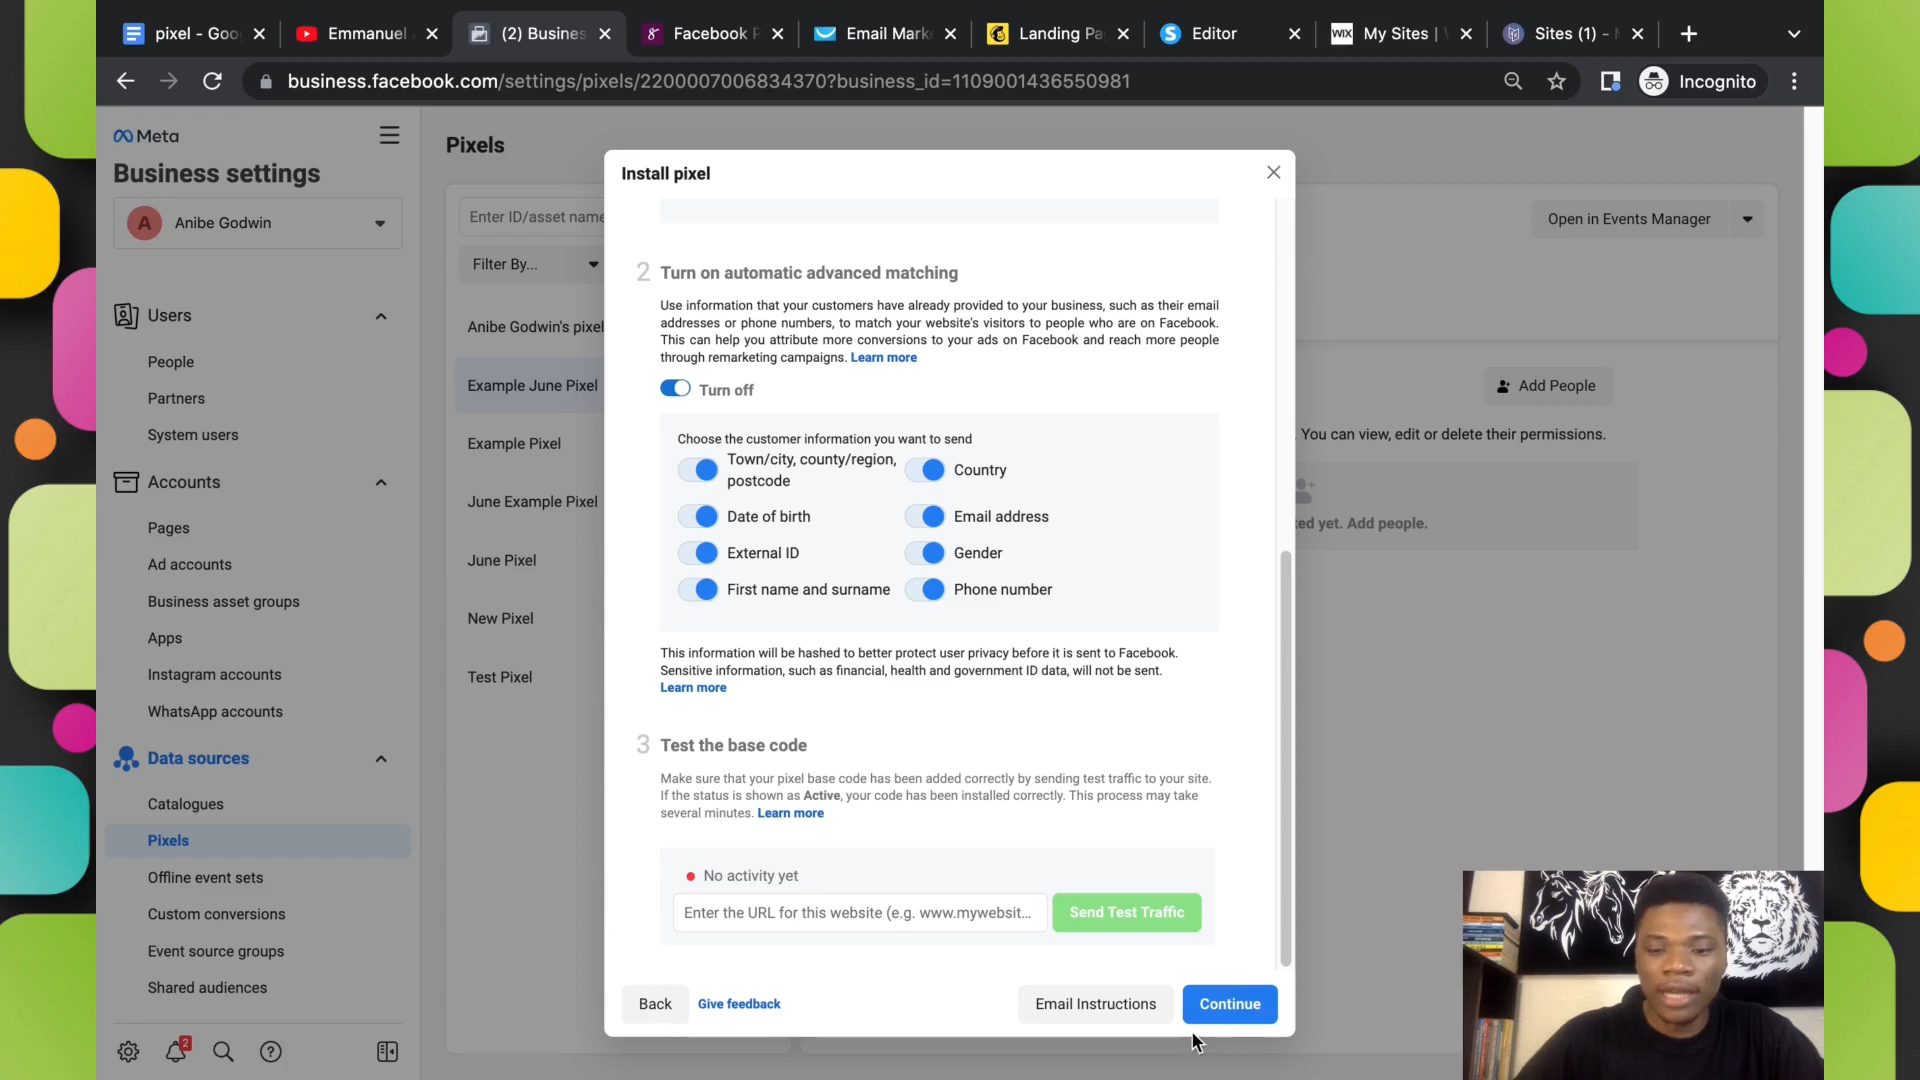 pixel - Goo
Emmanuel
(2) Busines
Facebook P
Email Mark
Landing Pa
Editor
WIX My Sites |
Sites (1) -
business.facebook.com/settings/pixels/2200007006834370?business_id=1109001436550981
Incognito
Meta
Business settings
A Anibe Godwin
Users
People
Partners
System users
Accounts
Pages
Ad accounts
Business asset groups
Apps
Instagram accounts
WhatsApp accounts
Data sources
Catalogues
Pixels
Offline event sets
Custom conversions
Event source groups
Shared audiences
2
Pixels
Enter ID/asset name
Filter By...
Anibe Godwin's pixel
Example June Pixel
Example Pixel
June Example Pixel
June Pixel
New Pixel
Test Pixel
Install pixel
2 Turn on automatic advanced matching
Use information that your customers have already provided to your business, such as their email
addresses or phone numbers, to match your website's visitors to people who are on Facebook.
This can help you attribute more conversions to your ads on Facebook and reach more people
through remarketing campaigns. Learn more
Turn off
Choose the customer information you want to send
Town/city, county/region,
postcode
Country
Date of birth
Email address
External ID
Gender
First name and surname
Phone number
This information will be hashed to better protect user privacy before it is sent to Facebook.
Sensitive information, such as financial, health and government ID data, will not be sent.
Learn more
3 Test the base code
Make sure that your pixel base code has been added correctly by sending test traffic to your site.
If the status is shown as Active, your code has been installed correctly. This process may take
several minutes. Learn more
No activity yet
Enter the URL for this website (e.g. www.mywebsit...
Send Test Traffic
Back
Give feedback
Email Instructions
Continue
Open in Events Manager
Add People
. You can view, edit or delete their permissions.
ed yet. Add people.